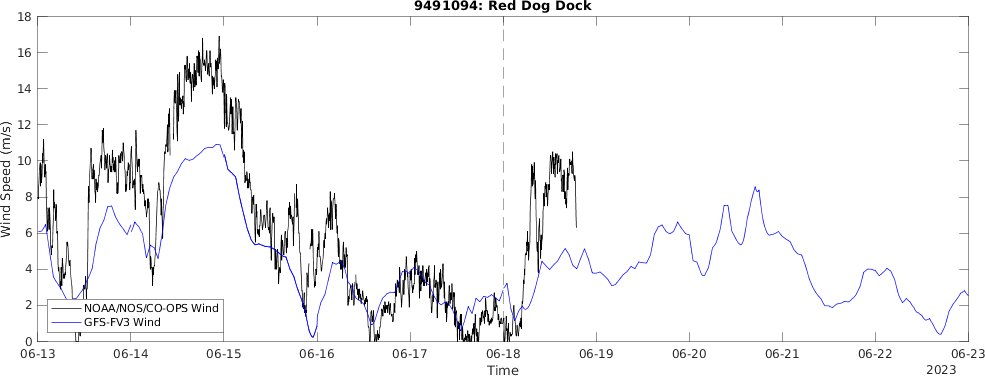 9491094: Red Dog Dock
18
16
14
12
10
8
6
4
2
0
Wind Speed (m/s)
NOAA/NOS/CO-OPS Wind
GFS-FV3 Wind
06-13 06-14 06-15 06-16 06-17 06-18 06-19 06-20 06-21 06-22 06-23
Time
2023